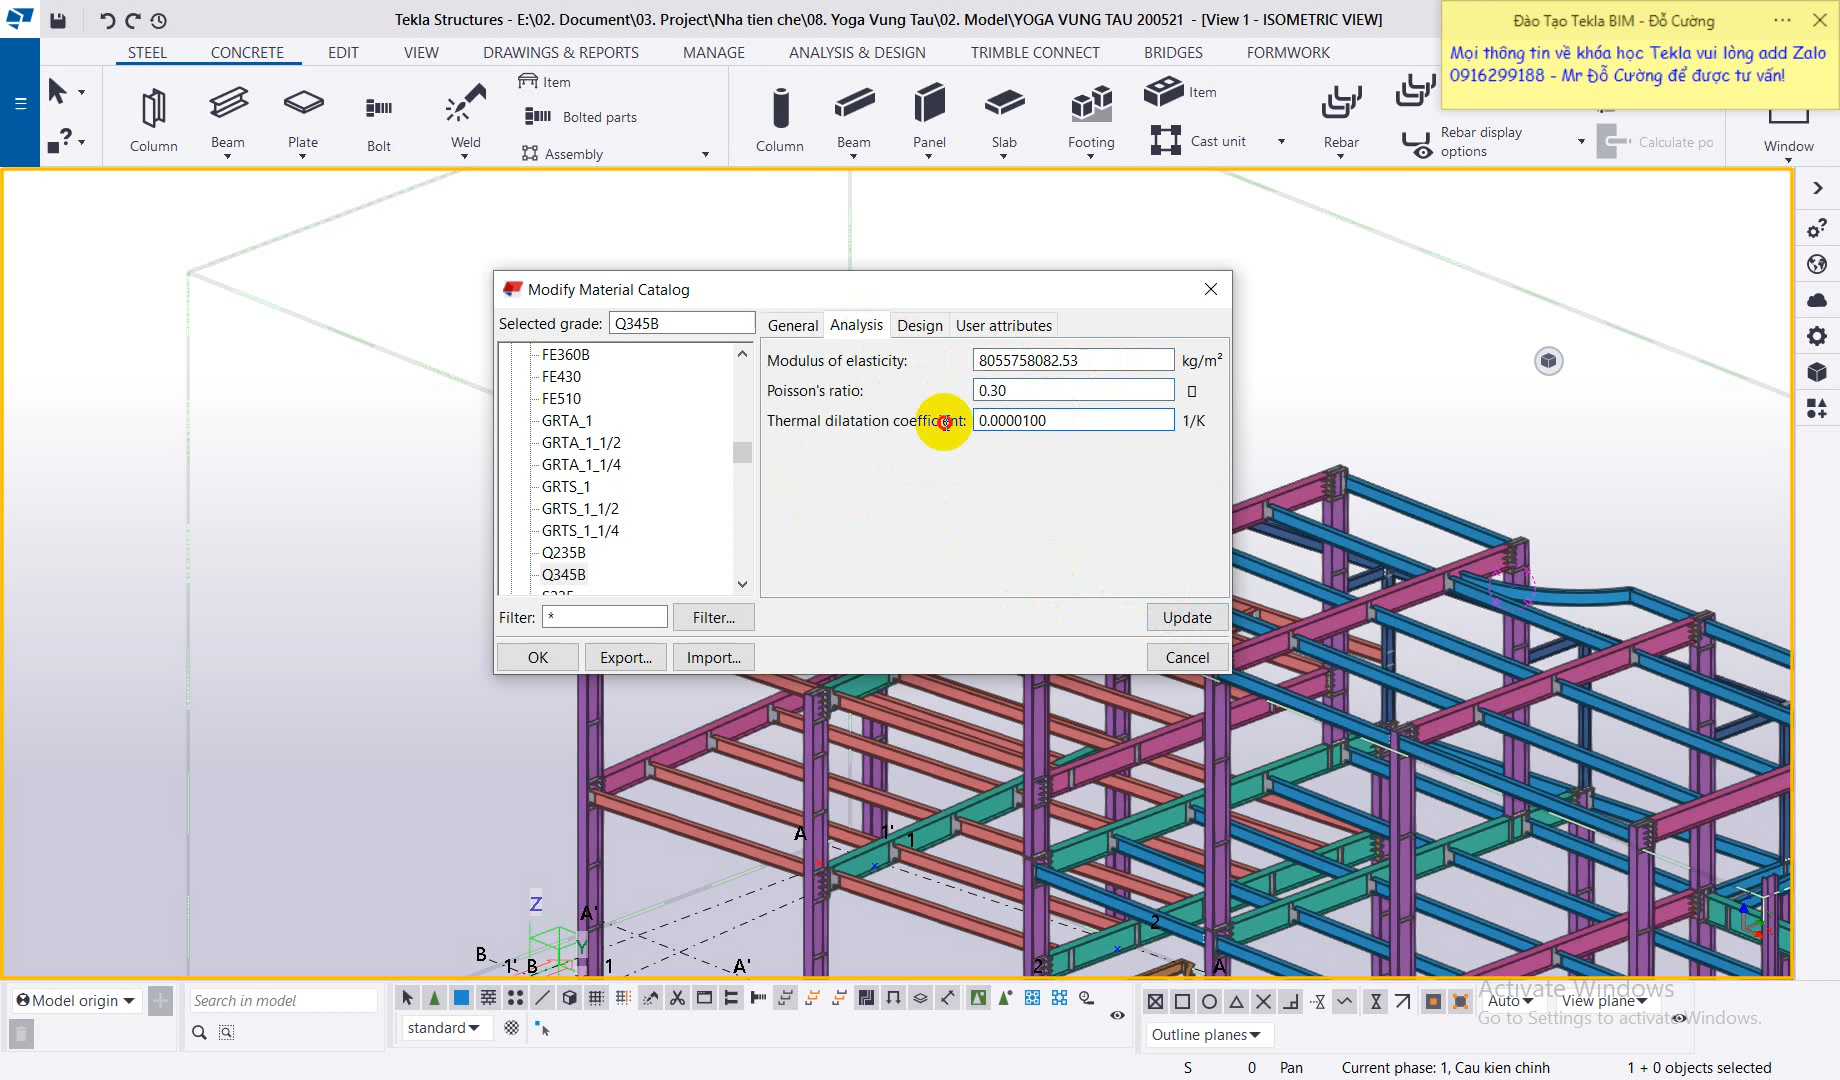 Tekla Structures - E:\02. Document\03. Project\Nha tien che\08. Yoga Vung Tau\02. Model\YOGA VUNG TAU 200521 - [View 1 - ISOMETRIC VIEW]
Đào Tạo Tekla BIM - Đỗ Cường
Mọi thông tin về khóa học Tekla vui lòng add Zalo
0916299188 - Mr Đỗ Cường để được tư vấn!
STEEL CONCRETE EDIT VIEW DRAWINGS & REPORTS MANAGE ANALYSIS & DESIGN TRIMBLE CONNECT BRIDGES FORMWORK
Item
Bolted parts
Assembly
Column Beam Plate Bolt Weld
Column Beam Panel Slab Footing
Item
Cast unit
Rebar
Rebar display
options
Calculate po
Window
Modify Material Catalog
Selected grade: Q345B
General Analysis Design User attributes
FE360B
FE430
FE510
GRTA_1
GRTA_1_1/2
GRTA_1_1/4
GRTS_1
GRTS_1_1/2
GRTS_1_1/4
Q235B
Q345B
Modulus of elasticity: 8055758082.53 kg/m²
Poisson's ratio: 0.30
Thermal dilatation coefficient: 0.0000100 1/K
Filter: * Filter... Update
OK Export... Import... Cancel
A 1' 1
Z
A'
Y
2
B 1' B 1 A' 2 A
Model origin
Search in model
standard
Auto View plane
Outline planes
Activate Windows
Go to Settings to activate Windows.
S 0 Pan Current phase: 1, Cau kien chinh 1 + 0 objects selected